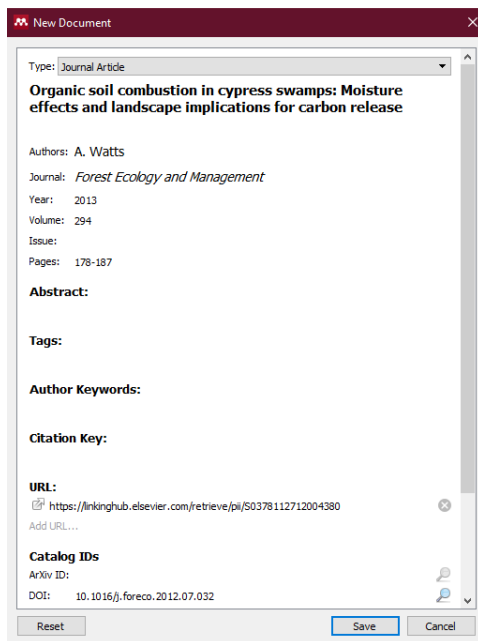 New Document
Type: Journal Article
Organic soil combustion in cypress swamps: Moisture
effects and landscape implications for carbon release
Authors: A. Watts
Journal: Forest Ecology and Management
Year: 2013
Volume: 294
Issue:
Pages: 178-187
Abstract:
Tags:
Author Keywords:
Citation Key:
URL:
https://linkinghub.elsevier.com/retrieve/pii/S0378112712004380
Add URL...
Catalog IDs
ArXiv ID:
DOI: 10.1016/j.foreco.2012.07.032
Reset Save Cancel